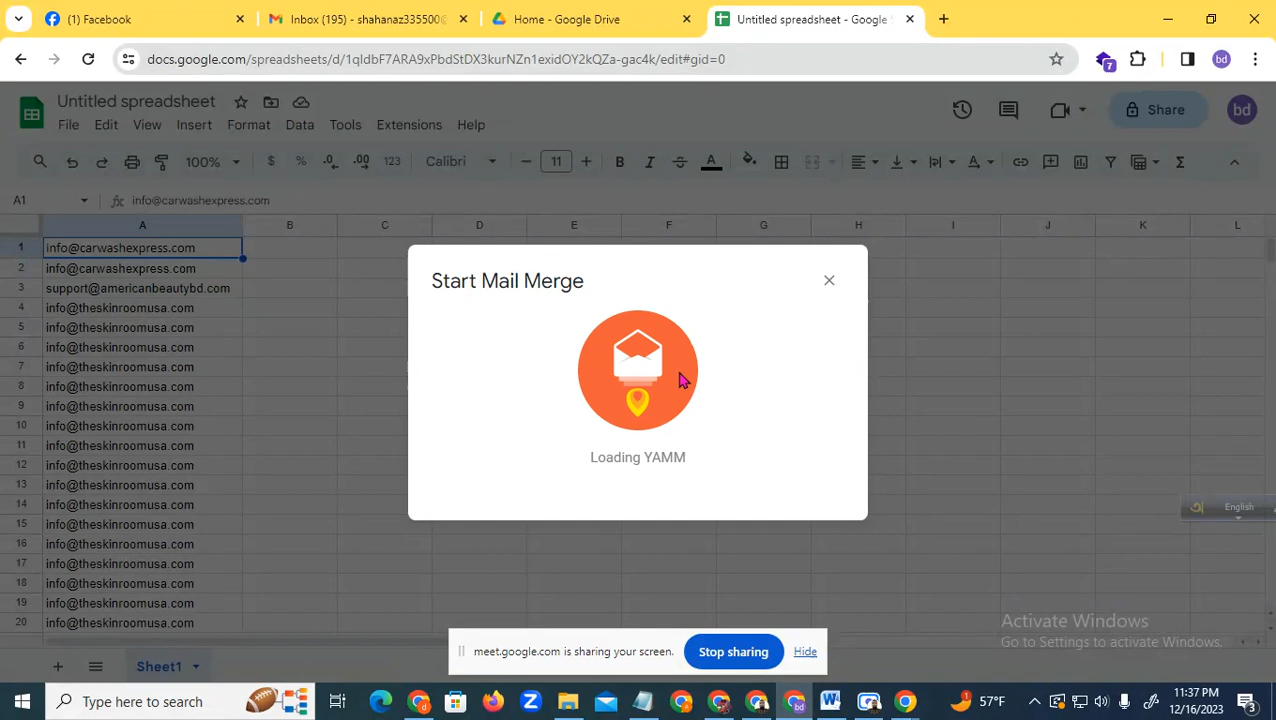 (1) Facebook
Inbox (195) - shahanaz335500@
Home - Google Drive
Untitled spreadsheet - Google
docs.google.com/spreadsheets/d/1qIdbF7ARA9xPbdStDX3kurNZn1exidOY2kQZa-gac4k/edit#gid=0
7
bd
Untitled spreadsheet
Share
bd
File Edit View Insert Format Data Tools Extensions Help
100% $ % .0 .00 123 Calibri 11 B I A
A1 fx info@carwashexpress.com
A B C D E F G H I J K L
1 info@carwashexpress.com
2 info@carwashexpress.com
3 support@americanbeautybd.com
4 info@theskinroomusa.com
5 info@theskinroomusa.com
6 info@theskinroomusa.com
7 info@theskinroomusa.com
8 info@theskinroomusa.com
9 info@theskinroomusa.com
10 info@theskinroomusa.com
11 info@theskinroomusa.com
12 info@theskinroomusa.com
13 info@theskinroomusa.com
14 info@theskinroomusa.com
15 info@theskinroomusa.com
16 info@theskinroomusa.com
17 info@theskinroomusa.com
18 info@theskinroomusa.com
19 info@theskinroomusa.com
20 info@theskinroomusa.com
Start Mail Merge
Loading YAMM
English
Activate Windows
Go to Settings to activate Windows.
meet.google.com is sharing your screen. Stop sharing Hide
Sheet1
Type here to search
57°F
11:37 PM
12/16/2023
3